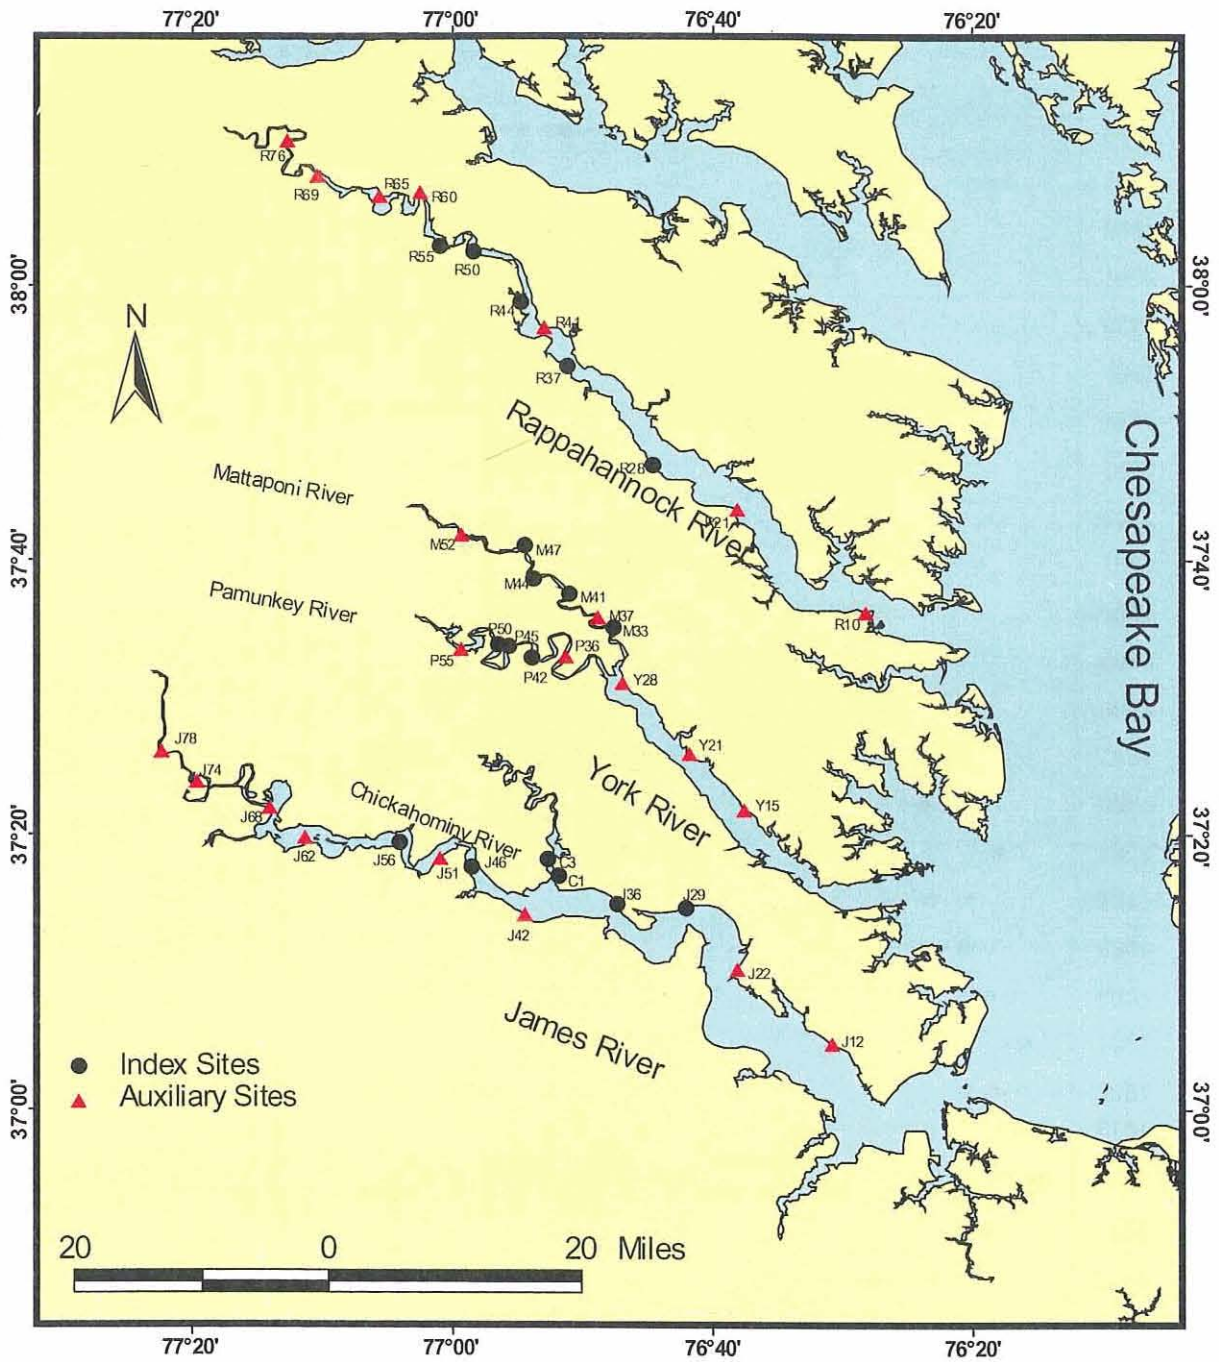 77°20'
77°00'
76°40'
76°20'
R76
R69
R65
R60
R55
R50
38°00'
38°00'
N
R44
R41
R37
Rappahannock River
Chesapeake Bay
Mattaponi River
R28
M52
M47
37°40'
37°40'
M44
M41
Pamunkey River
M37
M33
R10
P50
P45
P55
P42
P36
Y28
J78
J74
Y21
York River
Chickahominy River
Y15
J68
J62
J56
J51
J46
C3
C1
37°20'
37°20'
J36
J29
J42
J22
James River
J12
Index Sites
Auxiliary Sites
37°00'
37°00'
20 0 20 Miles
77°20'
77°00'
76°40'
76°20'